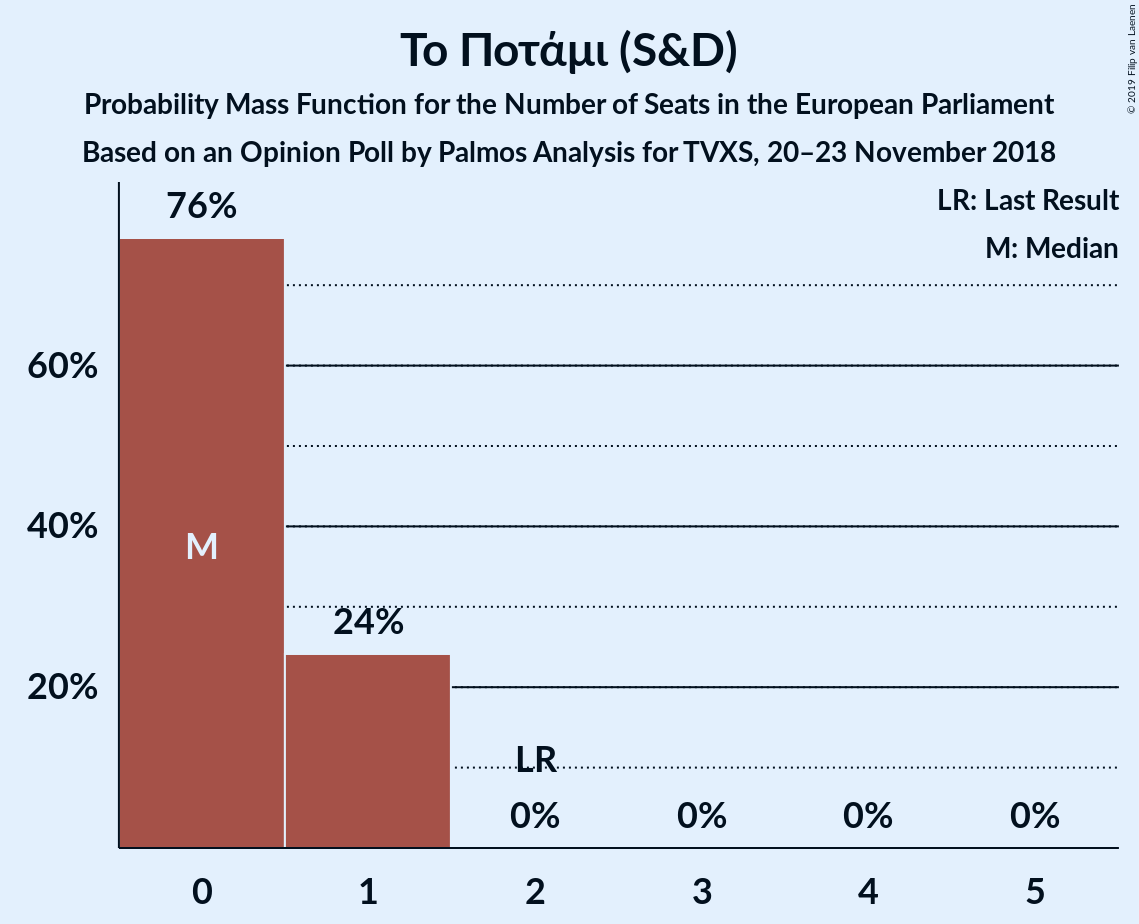 Το Ποτάμι (S&D)
Probability Mass Function for the Number of Seats in the European Parliament
Based on an Opinion Poll by Palmos Analysis for TVXS, 20–23 November 2018
© 2019 Filip van Laenen
LR: Last Result
M: Median
76%
60%
40%
M
24%
20%
LR
0% 0% 0% 0%
0 1 2 3 4 5